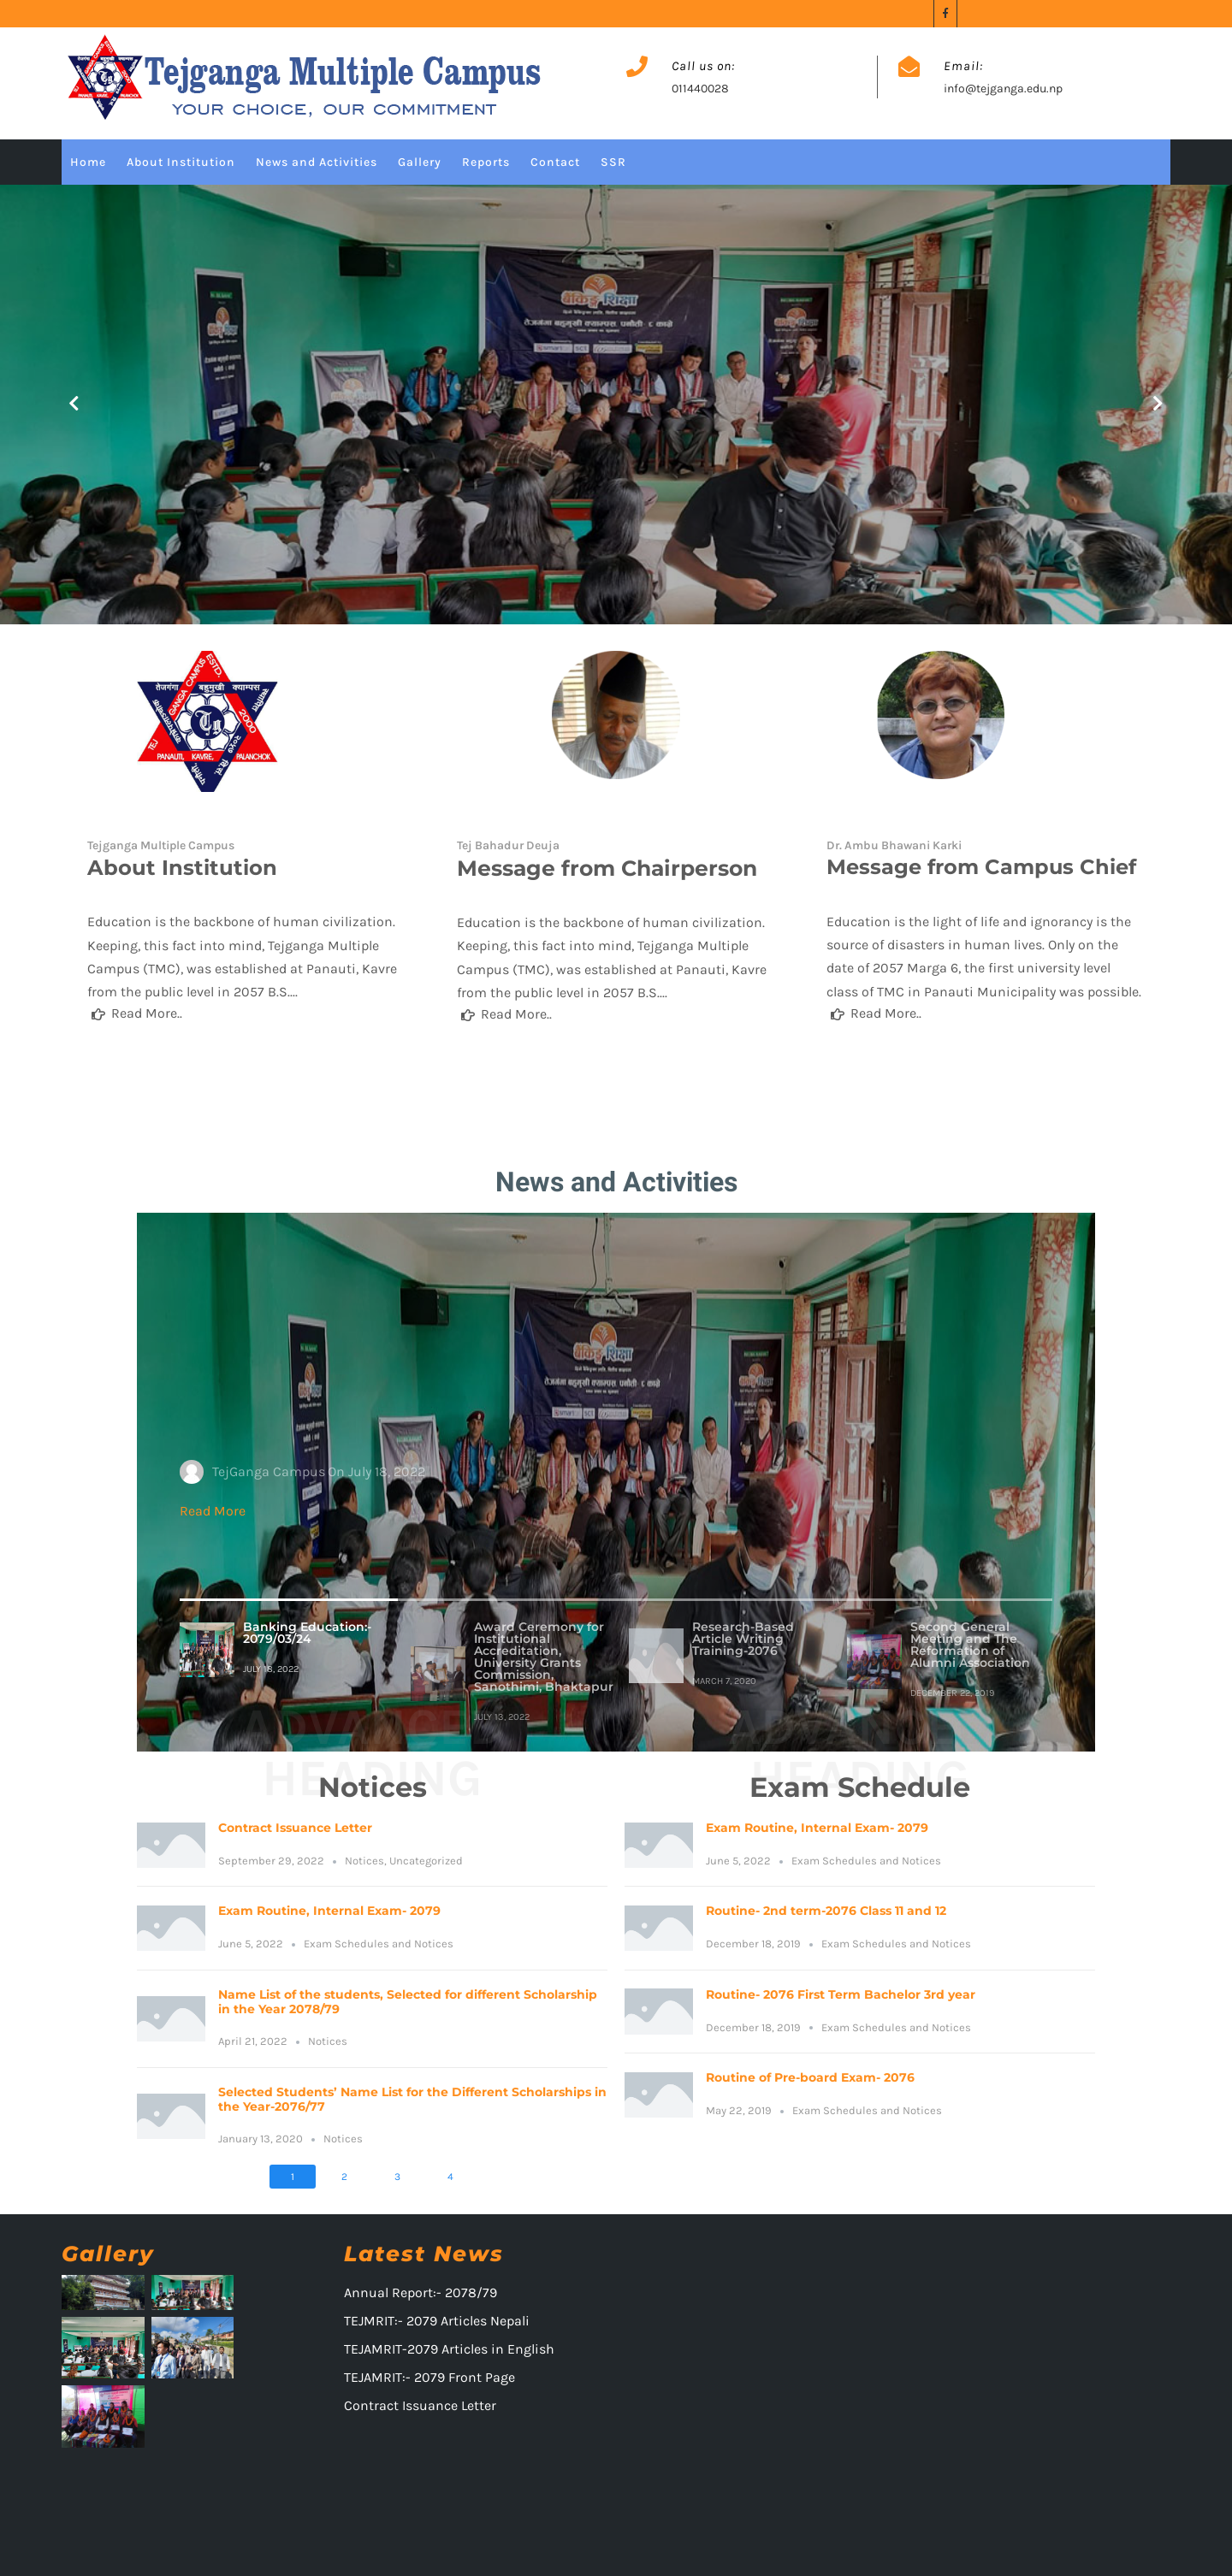 Tejganga Multiple Campus
YOUR CHOICE, OUR COMMITMENT
Call us on:
011440028
Email:
info@tejganga.edu.np
Home
About Institution
News and Activities
Gallery
Reports
Contact
SSR
बैंकिङ्ग शिक्षा
तेजगंगा बहुमुखी क्याम्पस
GANGA CAMPUS ESTD.
2000
TEJ
PANAUTI, KAVRE, PALANCHOK
Tejganga Multiple Campus
About Institution
Education is the backbone of human civilization.
Keeping, this fact into mind, Tejganga Multiple
Campus (TMC), was established at Panauti, Kavre
from the public level in 2057 B.S....
Read More..
Tej Bahadur Deuja
Message from Chairperson
Education is the backbone of human civilization.
Keeping, this fact into mind, Tejganga Multiple
Campus (TMC), was established at Panauti, Kavre
from the public level in 2057 B.S....
Read More..
Dr. Ambu Bhawani Karki
Message from Campus Chief
Education is the light of life and ignorancy is the
source of disasters in human lives. Only on the
date of 2057 Marga 6, the first university level
class of TMC in Panauti Municipality was possible.
Read More..
News and Activities
बैंकिङ्ग शिक्षा
TejGanga Campus On July 18, 2022
Read More
Banking Education:-
2079/03/24
JULY 18, 2022
Award Ceremony for
Institutional
Accreditation,
University Grants
Commission,
Sanothimi, Bhaktapur
JULY 13, 2022
Research-Based
Article Writing
Training-2076
MARCH 7, 2020
Second General
Meeting and The
Reformation of
Alumni Association
DECEMBER 22, 2019
HEADING
Notices
Contract Issuance Letter
September 29, 2022 • Notices, Uncategorized
Exam Routine, Internal Exam- 2079
June 5, 2022 • Exam Schedules and Notices
Name List of the students, Selected for different Scholarship
in the Year 2078/79
April 21, 2022 • Notices
Selected Students’ Name List for the Different Scholarships in
the Year-2076/77
January 13, 2020 • Notices
1 2 3 4
HEADING
Exam Schedule
Exam Routine, Internal Exam- 2079
June 5, 2022 • Exam Schedules and Notices
Routine- 2nd term-2076 Class 11 and 12
December 18, 2019 • Exam Schedules and Notices
Routine- 2076 First Term Bachelor 3rd year
December 18, 2019 • Exam Schedules and Notices
Routine of Pre-board Exam- 2076
May 22, 2019 • Exam Schedules and Notices
Gallery
Latest News
Annual Report:- 2078/79
TEJMRIT:- 2079 Articles Nepali
TEJAMRIT-2079 Articles in English
TEJAMRIT:- 2079 Front Page
Contract Issuance Letter